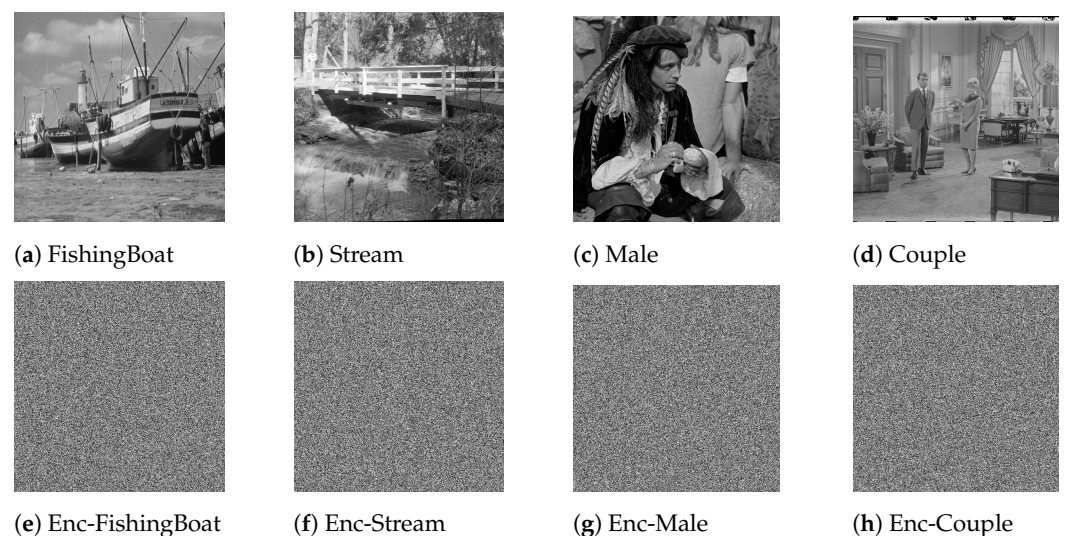 (a) FishingBoat
(b) Stream
(c) Male
(d) Couple
(e) Enc-FishingBoat
(f) Enc-Stream
(g) Enc-Male
(h) Enc-Couple